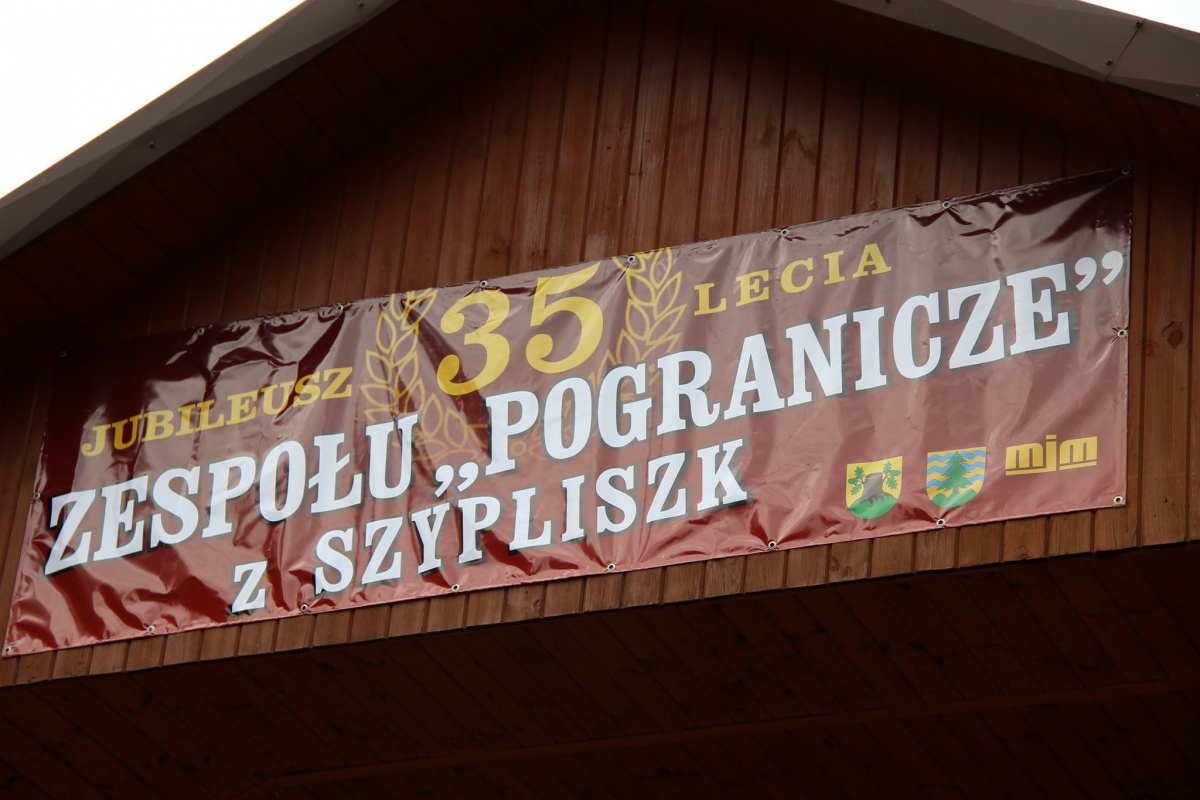 JUBILEUSZ 35 LECIA
ZESPOŁU „POGRANICZE”
z SZYPLISZK
mjm